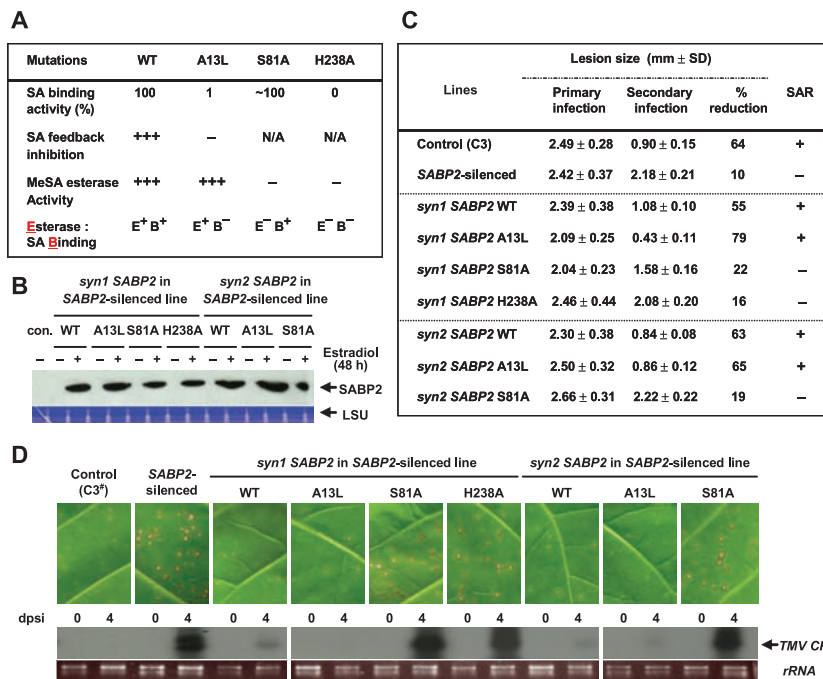 A
Mutations WT A13L S81A H238A
SA binding activity (%) 100 1 ~100 0
SA feedback inhibition +++ – N/A N/A
MeSA esterase Activity +++ +++ – –
Esterase : SA Binding E+ B+ E+ B– E– B+ E– B–
B
syn1 SABP2 in SABP2-silenced line syn2 SABP2 in SABP2-silenced line
con. WT A13L S81A H238A WT A13L S81A
– – + – + – + – + – + – + – + Estradiol (48 h)
SABP2
LSU
C
Lesion size (mm ± SD)
Lines Primary infection Secondary infection % reduction SAR
Control (C3) 2.49 ± 0.28 0.90 ± 0.15 64 +
SABP2-silenced 2.42 ± 0.37 2.18 ± 0.21 10 –
syn1 SABP2 WT 2.39 ± 0.38 1.08 ± 0.10 55 +
syn1 SABP2 A13L 2.09 ± 0.25 0.43 ± 0.11 79 +
syn1 SABP2 S81A 2.04 ± 0.23 1.58 ± 0.16 22 –
syn1 SABP2 H238A 2.46 ± 0.44 2.08 ± 0.20 16 –
syn2 SABP2 WT 2.30 ± 0.38 0.84 ± 0.08 63 +
syn2 SABP2 A13L 2.50 ± 0.32 0.86 ± 0.12 65 +
syn2 SABP2 S81A 2.66 ± 0.31 2.22 ± 0.22 19 –
D
Control (C3#) SABP2-silenced syn1 SABP2 in SABP2-silenced line syn2 SABP2 in SABP2-silenced line
WT A13L S81A H238A WT A13L S81A
dpsi 0 4 0 4 0 4 0 4 0 4 0 4 0 4 0 4 0 4
TMV
rRNA